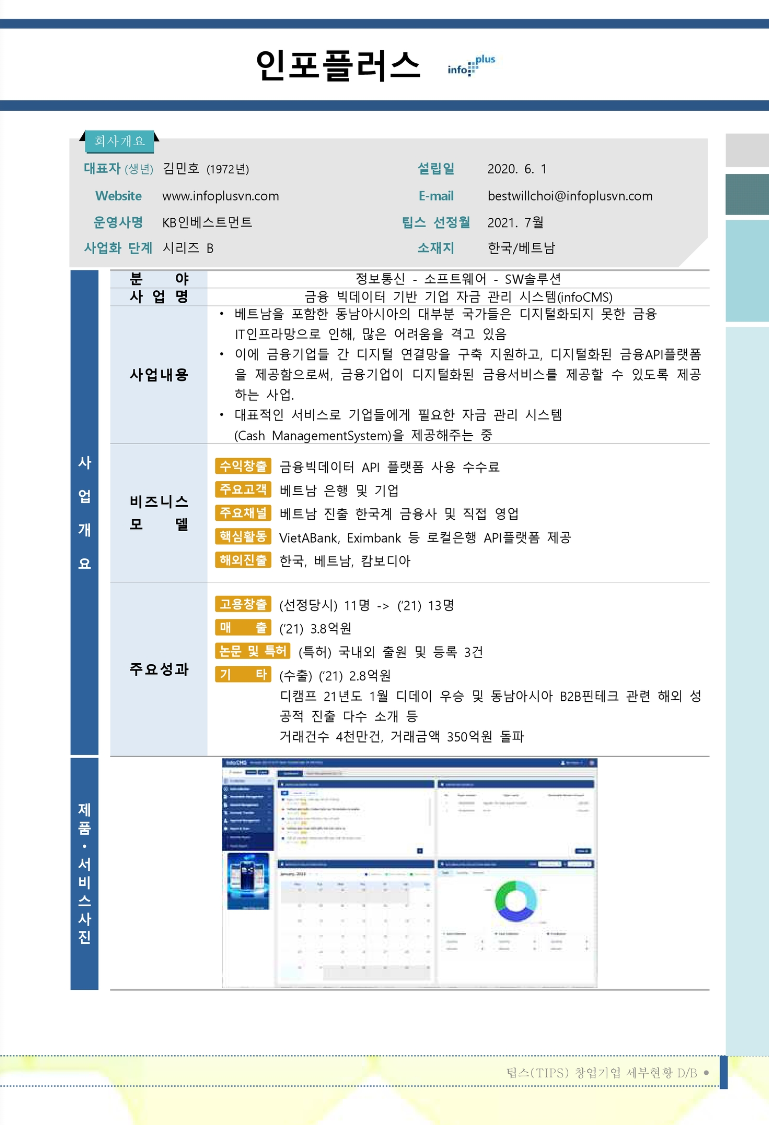 인포플러스
info plus
회사개요
대표자 (생년) 김민호 (1972년) 설립일 2020. 6. 1
Website www.infoplusvn.com E-mail bestwillchoi@infoplusvn.com
운영사명 KB인베스트먼트 팁스 선정월 2021. 7월
사업화 단계 시리즈 B 소재지 한국/베트남
사업개요
분 야 정보통신 - 소프트웨어 - SW솔루션
사 업 명 금융 빅데이터 기반 기업 자금 관리 시스템(infoCMS)
사업내용
• 베트남을 포함한 동남아시아의 대부분 국가들은 디지털화되지 못한 금융
IT인프라망으로 인해, 많은 어려움을 격고 있음
• 이에 금융기업들 간 디지털 연결망을 구축 지원하고, 디지털화된 금융API플랫폼
을 제공함으로써, 금융기업이 디지털화된 금융서비스를 제공할 수 있도록 제공
하는 사업.
• 대표적인 서비스로 기업들에게 필요한 자금 관리 시스템
(Cash ManagementSystem)을 제공해주는 중
비즈니스
모 델
수익창출 금융빅데이터 API 플랫폼 사용 수수료
주요고객 베트남 은행 및 기업
주요채널 베트남 진출 한국계 금융사 및 직접 영업
핵심활동 VietABank, Eximbank 등 로컬은행 API플랫폼 제공
해외진출 한국, 베트남, 캄보디아
주요성과
고용창출 (선정당시) 11명 -> ('21) 13명
매 출 ('21) 3.8억원
논문 및 특허 (특허) 국내외 출원 및 등록 3건
기 타 (수출) ('21) 2.8억원
디캠프 21년도 1월 디데이 우승 및 동남아시아 B2B핀테크 관련 해외 성
공적 진출 다수 소개 등
거래건수 4천만건, 거래금액 350억원 돌파
제품・서비스사진
InfoCMS
팁스(TIPS) 창업기업 세부현황 D/B ●